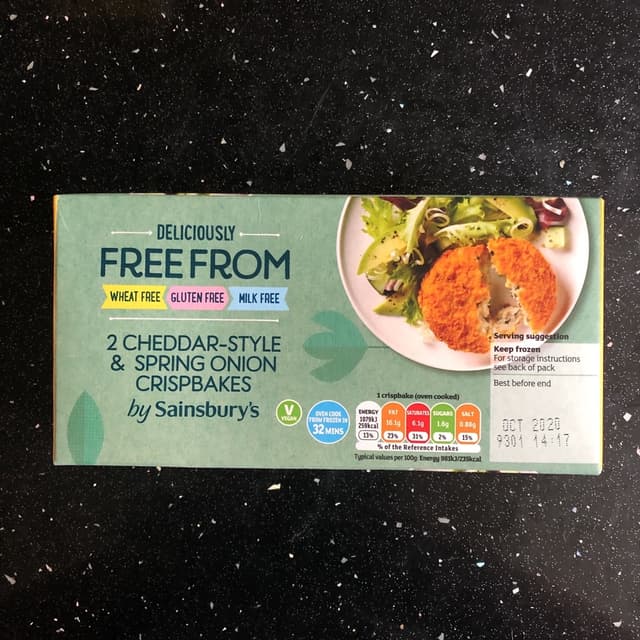 DELICIOUSLY
FREE FROM
WHEAT FREE GLUTEN FREE MILK FREE
2 CHEDDAR-STYLE
& SPRING ONION
CRISPBAKES
by Sainsbury's
V
VEGAN
OVEN COOK
FROM FROZEN IN
32 MINS
1 crispbake (oven cooked)
ENERGY
1079kJ
259kcal
13%
FAT
16.1g
23%
SATURATES
6.1g
31%
SUGARS
1.6g
2%
SALT
0.88g
15%
% of the Reference Intakes
Typical values per 100g: Energy 983kJ/235kcal
Serving suggestion
Keep frozen
For storage instructions
see back of pack
Best before end
OCT 2020
9301 14:17